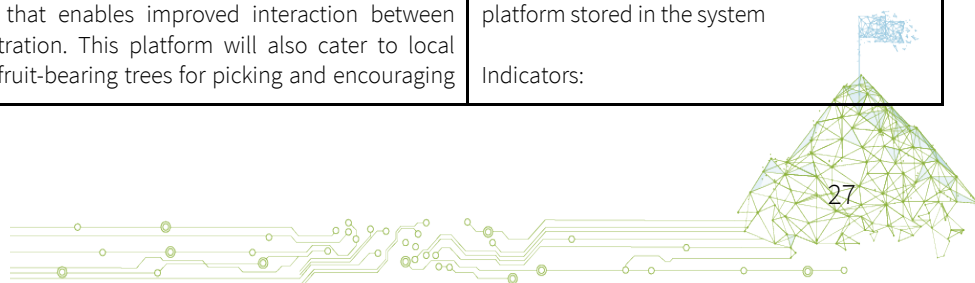 that enables improved interaction between
tration. This platform will also cater to local
fruit-bearing trees for picking and encouraging
platform stored in the system
Indicators:
27